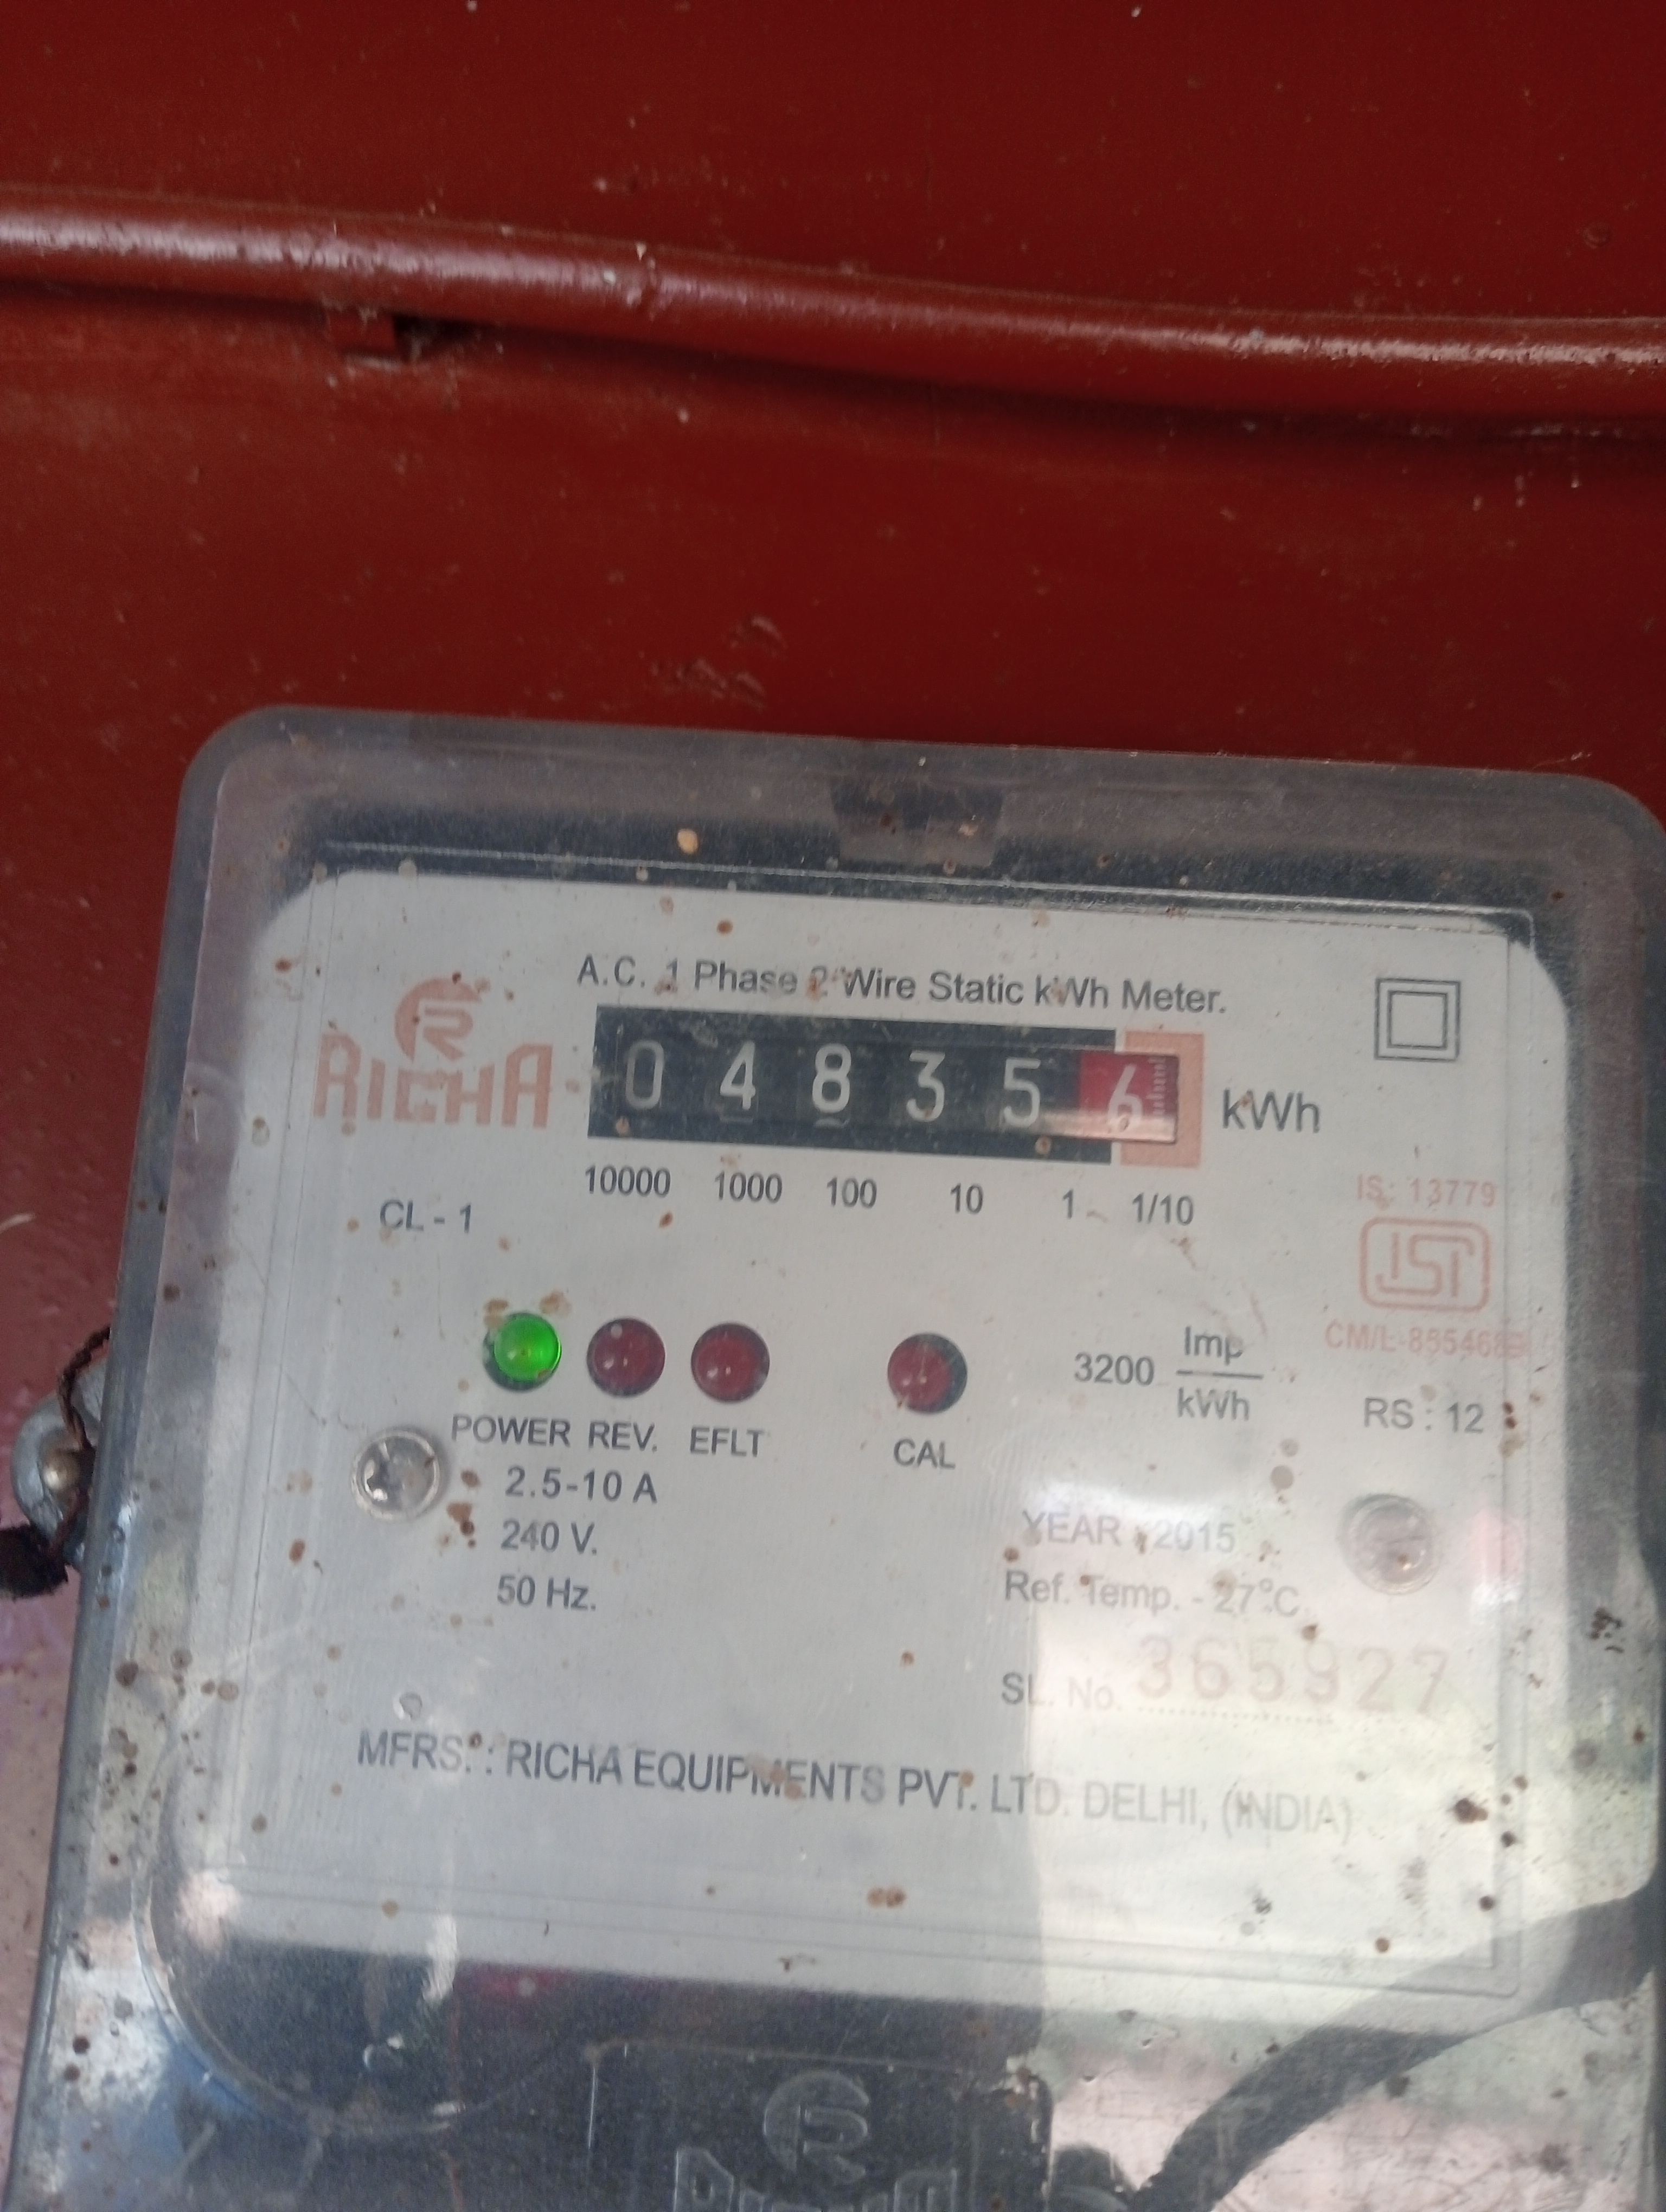 A.C. 1 Phase 2 Wire Static kWh Meter.
RICHA
0 4 8 3 5 6 kWh
10000 1000 100 10 1 1/10
CL - 1
IS: 13779
ISI
3200 Imp/kWh
RS : 12
POWER REV. EFLT CAL
2.5-10 A
240 V.
50 Hz.
YEAR : 2015
Ref. Temp. - 27°C
SL. No. 365927
MFRS. : RICHA EQUIPMENTS PVT. LTD. DELHI, (INDIA)